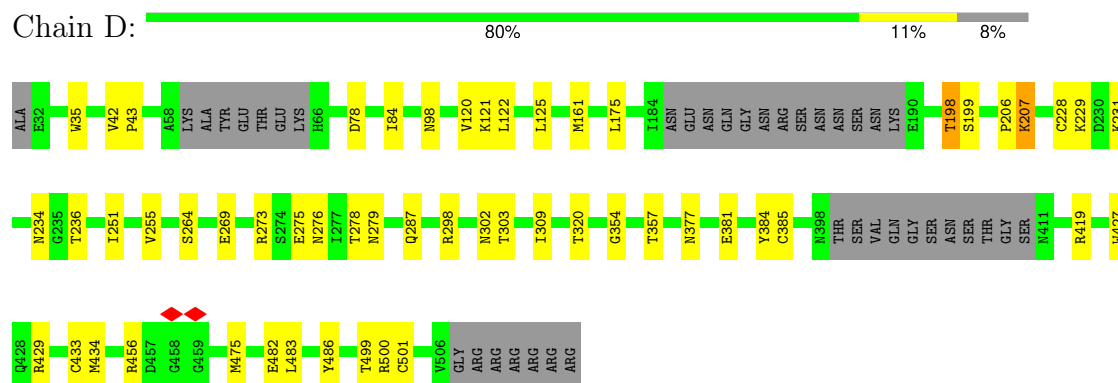 Chain D:
80% 11% 8%
ALA E32 W35 V42 P43 A58 LYS ALA TYR GLU THR GLU LYS H66 D78 I84 N98 V120 K121 L122 L125 M161 L175 I184 ASN GLU ASN GLN GLY ASN ARG SER ASN ASN SER ASN LYS E190 T198 S199 P206 K207 C228 K229 D230 K231
N234 G235 T236 I251 V255 S264 E269 R273 S274 E275 N276 I277 T278 N279 Q287 R298 N302 T303 I309 T320 G354 T357 N377 E381 Y384 C385 N398 THR SER VAL GLN GLY SER ASN SER THR GLY SER N411 R419 W427
Q428 R429 C433 M434 R456 D457 G458 G459 M475 E482 L483 Y486 T499 R500 C501 V506 GLY ARG ARG ARG ARG ARG